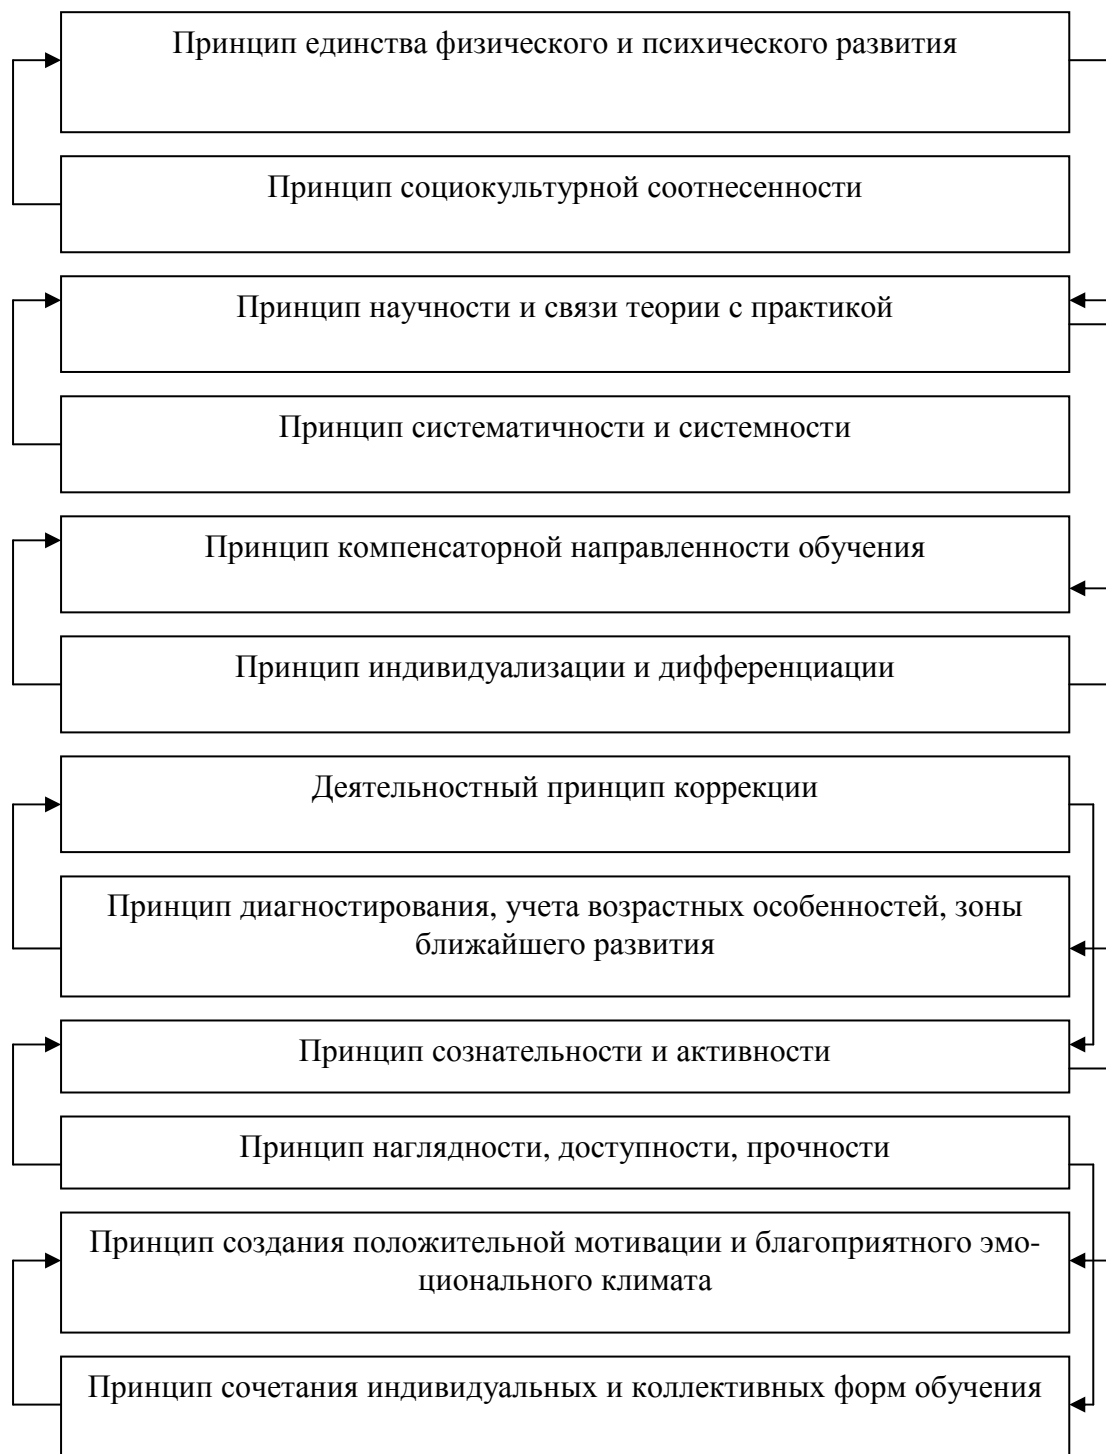 Принцип единства физического и психического развития
Принцип социокультурной соотнесенности
Принцип научности и связи теории с практикой
Принцип систематичности и системности
Принцип компенсаторной направленности обучения
Принцип индивидуализации и дифференциации
Деятельностный принцип коррекции
Принцип диагностирования, учета возрастных особенностей, зоны
ближайшего развития
Принцип сознательности и активности
Принцип наглядности, доступности, прочности
Принцип создания положительной мотивации и благоприятного эмо-
ционального климата
Принцип сочетания индивидуальных и коллективных форм обучения